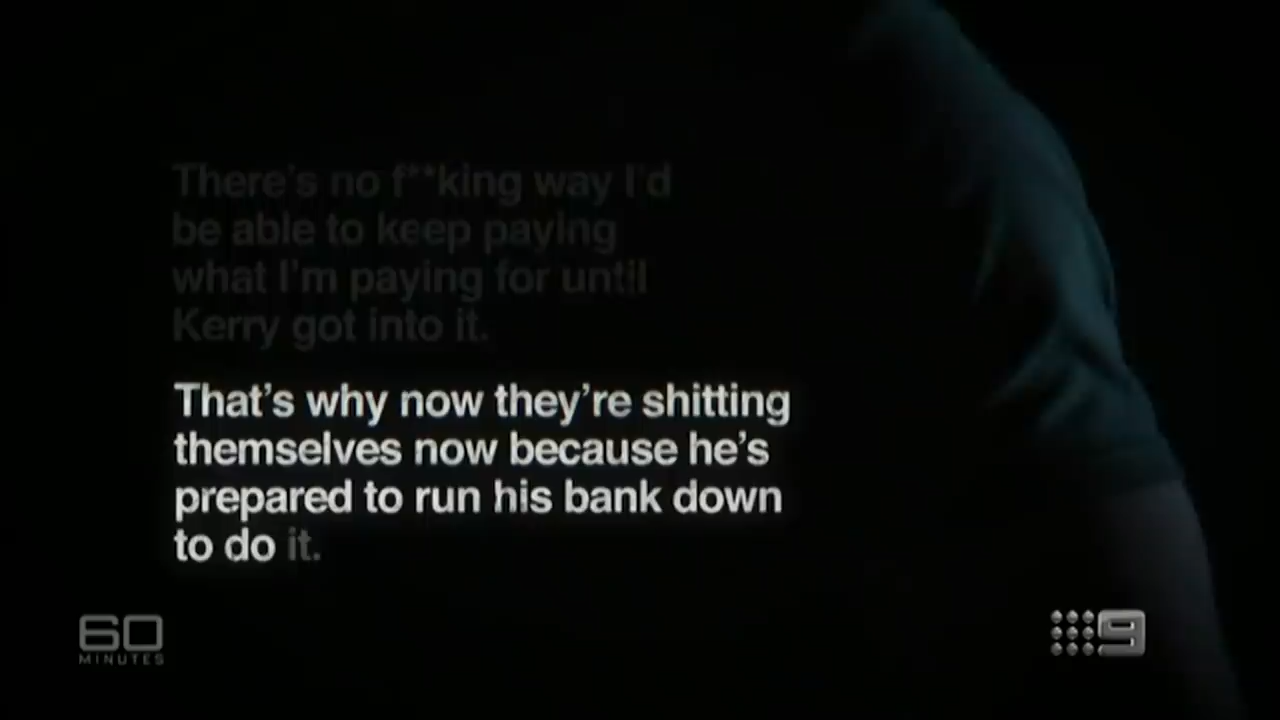 There's no f**king way I'd
be able to keep paying
what I'm paying for until
Kerry got into it.
That's why now they're shitting
themselves now because he's
prepared to run his bank down
to do it.
60
MINUTES
9